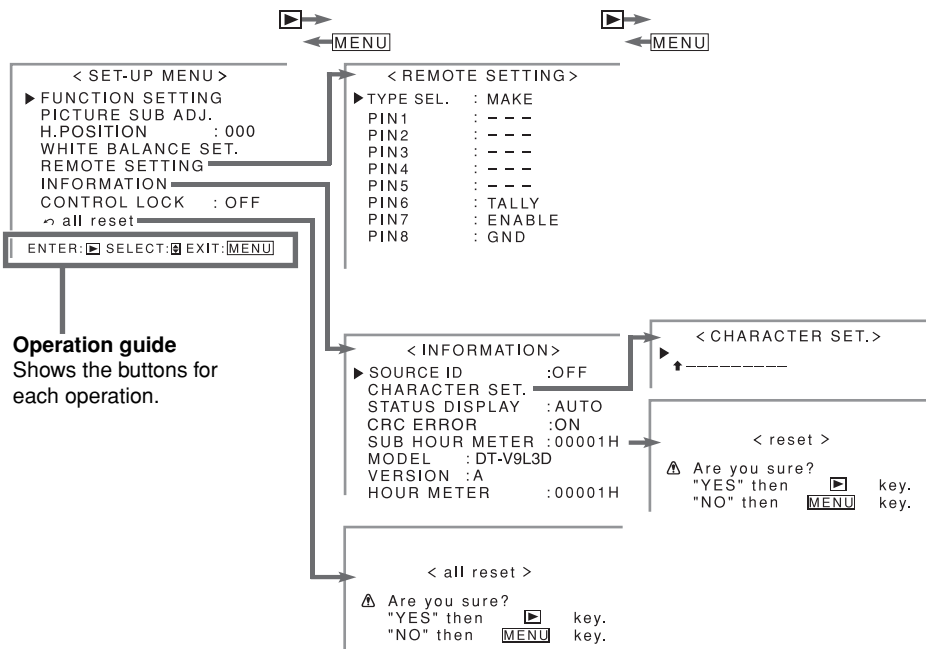 ▶→ ▶→
←MENU ←MENU
< SET-UP MENU >
▶ FUNCTION SETTING
PICTURE SUB ADJ.
H.POSITION : 000
WHITE BALANCE SET.
REMOTE SETTING
INFORMATION
CONTROL LOCK : OFF
↶ all reset
ENTER:▶ SELECT:⬍ EXIT:MENU
Operation guide
Shows the buttons for
each operation.
< REMOTE SETTING >
▶ TYPE SEL. : MAKE
PIN1 : – – –
PIN2 : – – –
PIN3 : – – –
PIN4 : – – –
PIN5 : – – –
PIN6 : TALLY
PIN7 : ENABLE
PIN8 : GND
< INFORMATION >
▶ SOURCE ID :OFF
CHARACTER SET.
STATUS DISPLAY :AUTO
CRC ERROR :ON
SUB HOUR METER :00001H
MODEL : DT-V9L3D
VERSION :A
HOUR METER :00001H
< CHARACTER SET.>
▶
⬆ – – – – – – – – – –
< reset >
⚠ Are you sure?
"YES" then ▶ key.
"NO" then MENU key.
< all reset >
⚠ Are you sure?
"YES" then ▶ key.
"NO" then MENU key.